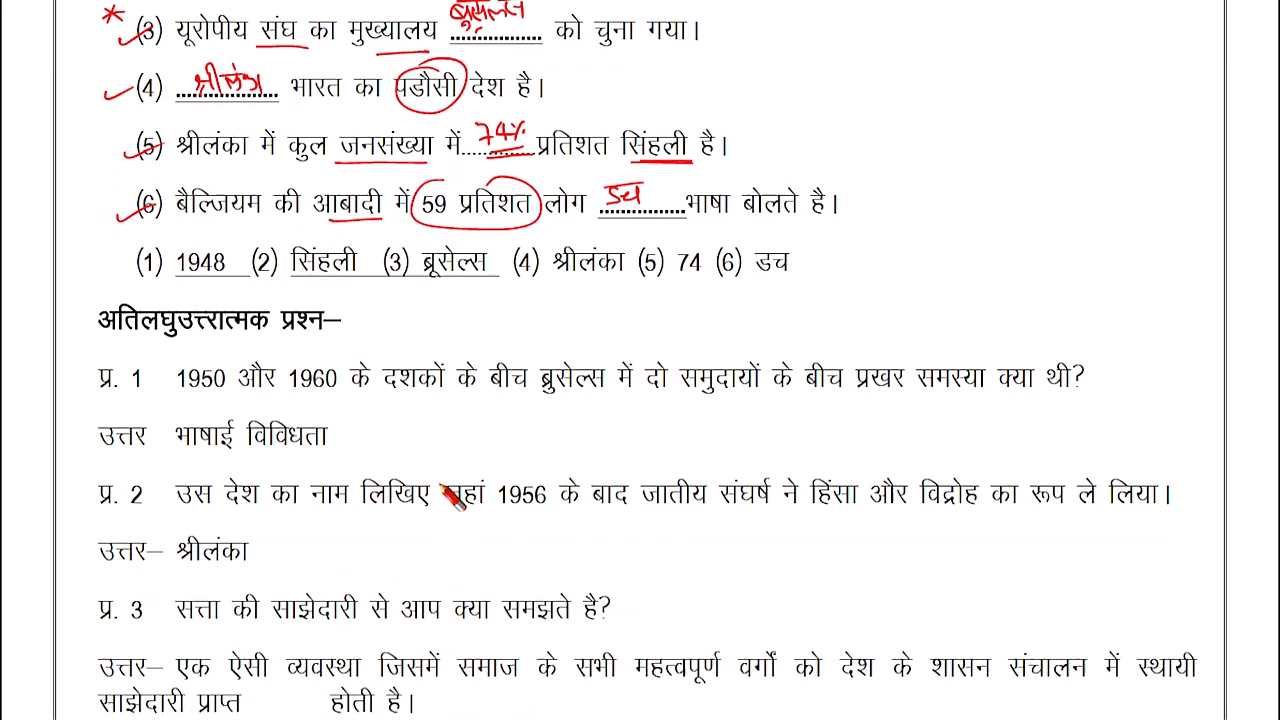 (3) यूरोपीय संघ का मुख्यालय ब्रुसेल्स को चुना गया।
(4) श्रीलंका भारत का पडौसी देश है।
(5) श्रीलंका में कुल जनसंख्या में 74% प्रतिशत सिंहली है।
(6) बैल्जियम की आबादी में 59 प्रतिशत लोग डच भाषा बोलते है।
(1) 1948 (2) सिंहली (3) ब्रूसेल्स (4) श्रीलंका (5) 74 (6) डच
अतिलघुउत्तरात्मक प्रश्न–
प्र. 1 1950 और 1960 के दशकों के बीच ब्रुसेल्स में दो समुदायों के बीच प्रखर समस्या क्या थी?
उत्तर भाषाई विविधता
प्र. 2 उस देश का नाम लिखिए जहां 1956 के बाद जातीय संघर्ष ने हिंसा और विद्रोह का रूप ले लिया।
उत्तर– श्रीलंका
प्र. 3 सत्ता की साझेदारी से आप क्या समझते है?
उत्तर– एक ऐसी व्यवस्था जिसमें समाज के सभी महत्वपूर्ण वर्गों को देश के शासन संचालन में स्थायी
साझेदारी प्राप्त होती है।